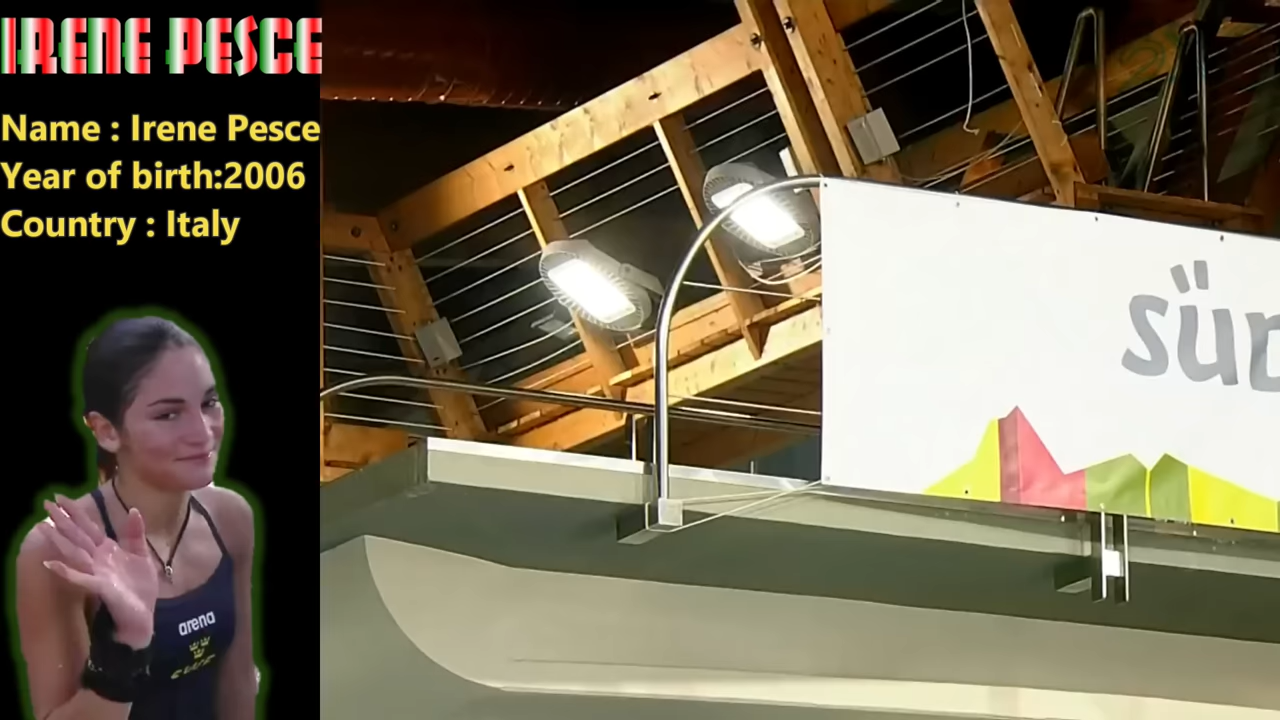 IRENE PESCE
Name : Irene Pesce
Year of birth:2006
Country : Italy
arena
süd